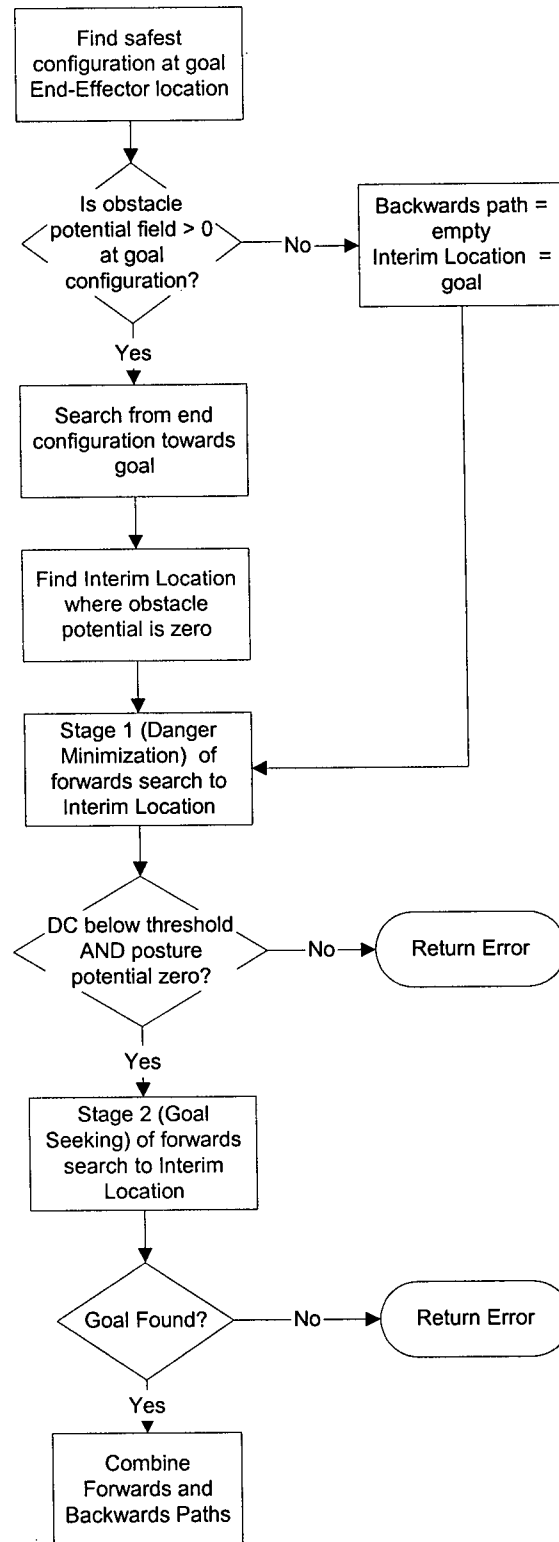 Find safest
configuration at goal
End-Effector location
Is obstacle
potential field > 0
at goal
configuration?
No
Backwards path =
empty
Interim Location =
goal
Yes
Search from end
configuration towards
goal
Find Interim Location
where obstacle
potential is zero
Stage 1 (Danger
Minimization) of
forwards search to
Interim Location
DC below threshold
AND posture
potential zero?
No
Return Error
Yes
Stage 2 (Goal
Seeking) of forwards
search to Interim
Location
Goal Found?
No
Return Error
Yes
Combine
Forwards and
Backwards Paths